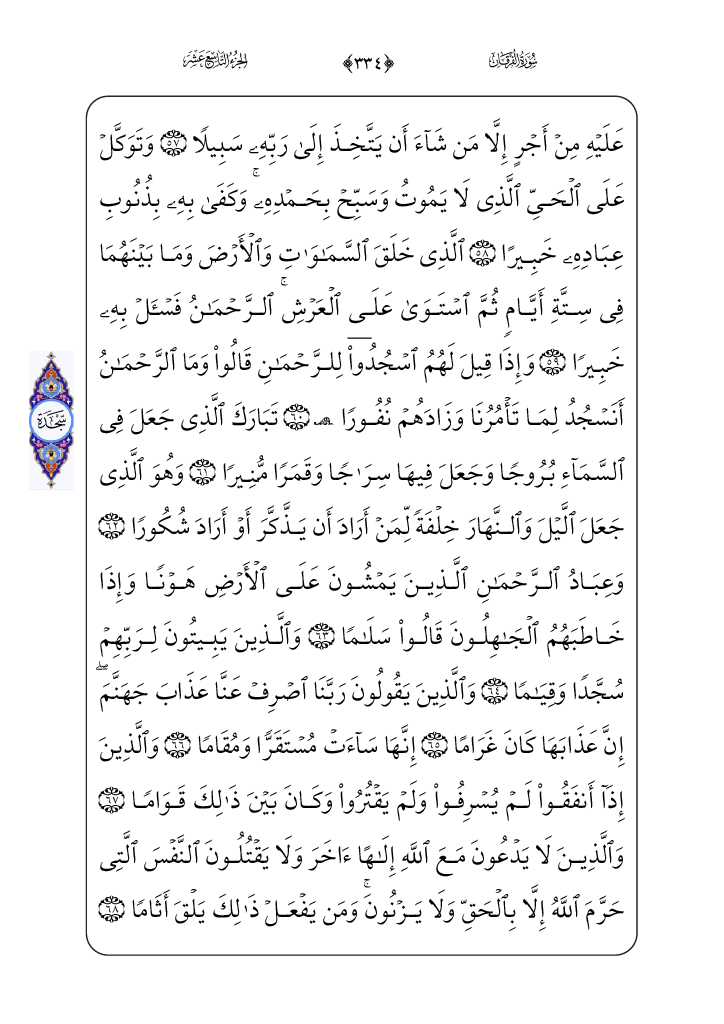 سُورَةُ الْفُرْقَانِ ﴿٣٣٤﴾ الجُزْءُ التَّاسِعَ عَشَرَ
عَلَيۡهِ مِنۡ أَجۡرٍ إِلَّا مَن شَآءَ أَن يَتَّخِذَ إِلَىٰ رَبِّهِۦ سَبِيلًا ٥٧ وَتَوَكَّلۡ
عَلَى ٱلۡحَيِّ ٱلَّذِي لَا يَمُوتُ وَسَبِّحۡ بِحَمۡدِهِۦۚ وَكَفَىٰ بِهِۦ بِذُنُوبِ
عِبَادِهِۦ خَبِيرًا ٥٨ ٱلَّذِي خَلَقَ ٱلسَّمَٰوَٰتِ وَٱلۡأَرۡضَ وَمَا بَيۡنَهُمَا
فِي سِتَّةِ أَيَّامٖ ثُمَّ ٱسۡتَوَىٰ عَلَى ٱلۡعَرۡشِۚ ٱلرَّحۡمَٰنُ فَسۡـَٔلۡ بِهِۦ
خَبِيرًا ٥٩ وَإِذَا قِيلَ لَهُمُ ٱسۡجُدُواْۤ لِلرَّحۡمَٰنِ قَالُواْ وَمَا ٱلرَّحۡمَٰنُ
أَنَسۡجُدُ لِمَا تَأۡمُرُنَا وَزَادَهُمۡ نُفُورًا ۩ ٦٠ تَبَارَكَ ٱلَّذِي جَعَلَ فِي
سَجْدَة
ٱلسَّمَآءِ بُرُوجًا وَجَعَلَ فِيهَا سِرَٰجًا وَقَمَرًا مُّنِيرًا ٦١ وَهُوَ ٱلَّذِي
جَعَلَ ٱلَّيۡلَ وَٱلنَّهَارَ خِلۡفَةً لِّمَنۡ أَرَادَ أَن يَذَّكَّرَ أَوۡ أَرَادَ شُكُورًا ٦٢
وَعِبَادُ ٱلرَّحۡمَٰنِ ٱلَّذِينَ يَمۡشُونَ عَلَى ٱلۡأَرۡضِ هَوۡنًا وَإِذَا
خَاطَبَهُمُ ٱلۡجَٰهِلُونَ قَالُواْ سَلَٰمًا ٦٣ وَٱلَّذِينَ يَبِيتُونَ لِرَبِّهِمۡ
سُجَّدًا وَقِيَٰمًا ٦٤ وَٱلَّذِينَ يَقُولُونَ رَبَّنَا ٱصۡرِفۡ عَنَّا عَذَابَ جَهَنَّمَۖ
إِنَّ عَذَابَهَا كَانَ غَرَامًا ٦٥ إِنَّهَا سَآءَتۡ مُسۡتَقَرًّا وَمُقَامًا ٦٦ وَٱلَّذِينَ
إِذَآ أَنفَقُواْ لَمۡ يُسۡرِفُواْ وَلَمۡ يَقۡتُرُواْ وَكَانَ بَيۡنَ ذَٰلِكَ قَوَامًا ٦٧
وَٱلَّذِينَ لَا يَدۡعُونَ مَعَ ٱللَّهِ إِلَٰهًا ءَاخَرَ وَلَا يَقۡتُلُونَ ٱلنَّفۡسَ ٱلَّتِي
حَرَّمَ ٱللَّهُ إِلَّا بِٱلۡحَقِّ وَلَا يَزۡنُونَۚ وَمَن يَفۡعَلۡ ذَٰلِكَ يَلۡقَ أَثَامًا ٦٨